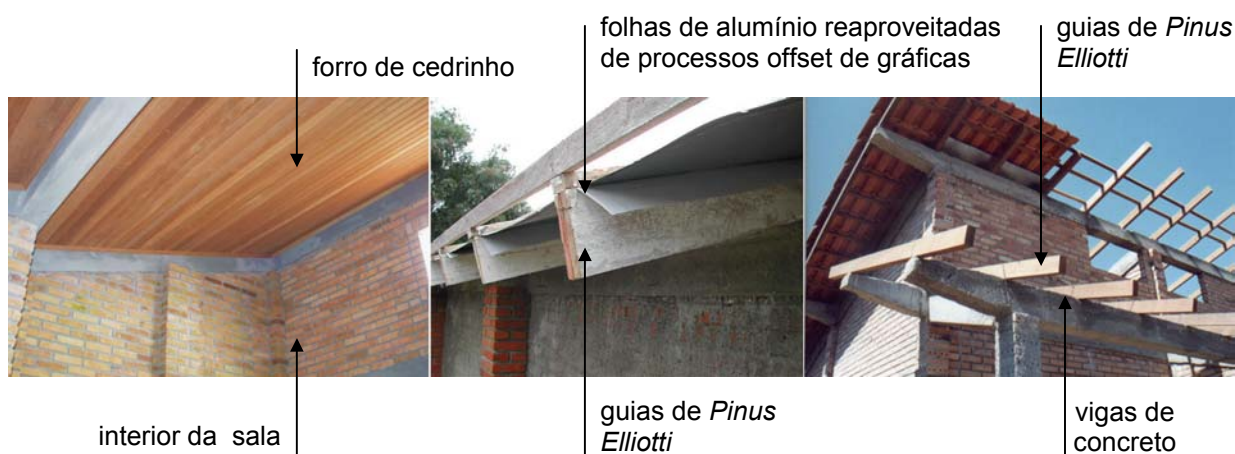 forro de cedrinho
folhas de alumínio reaproveitadas
de processos offset de gráficas
guias de Pinus
Elliotti
interior da sala
guias de Pinus
Elliotti
vigas de
concreto